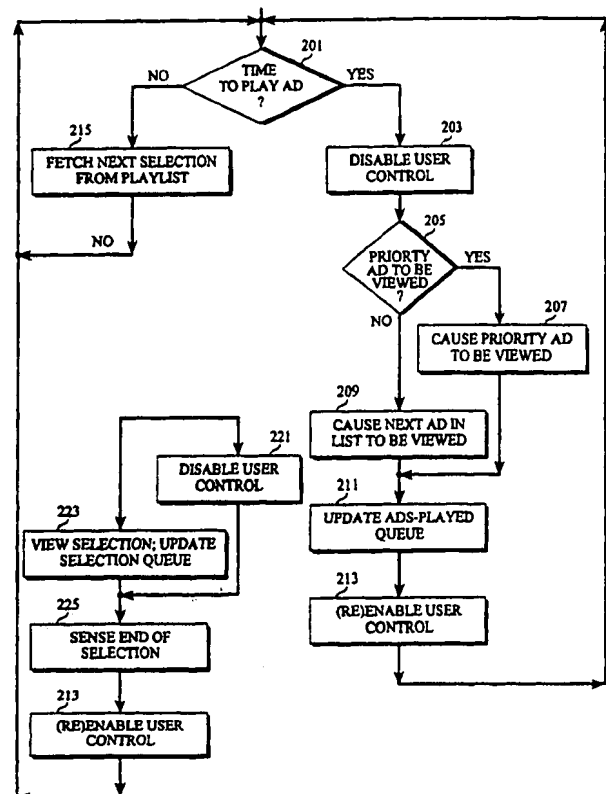 201
TIME
TO PLAY AD
?
NO
YES
215
FETCH NEXT SELECTION
FROM PLAYLIST
NO
203
DISABLE USER
CONTROL
205
PRIORTY
AD TO BE
VIEWED
?
YES
NO
207
CAUSE PRIORITY AD
TO BE VIEWED
209
CAUSE NEXT AD IN
LIST TO BE VIEWED
211
UPDATE ADS-PLAYED
QUEUE
213
(RE)ENABLE USER
CONTROL
221
DISABLE USER
CONTROL
223
VIEW SELECTION; UPDATE
SELECTION QUEUE
225
SENSE END OF
SELECTION
213
(RE)ENABLE USER
CONTROL